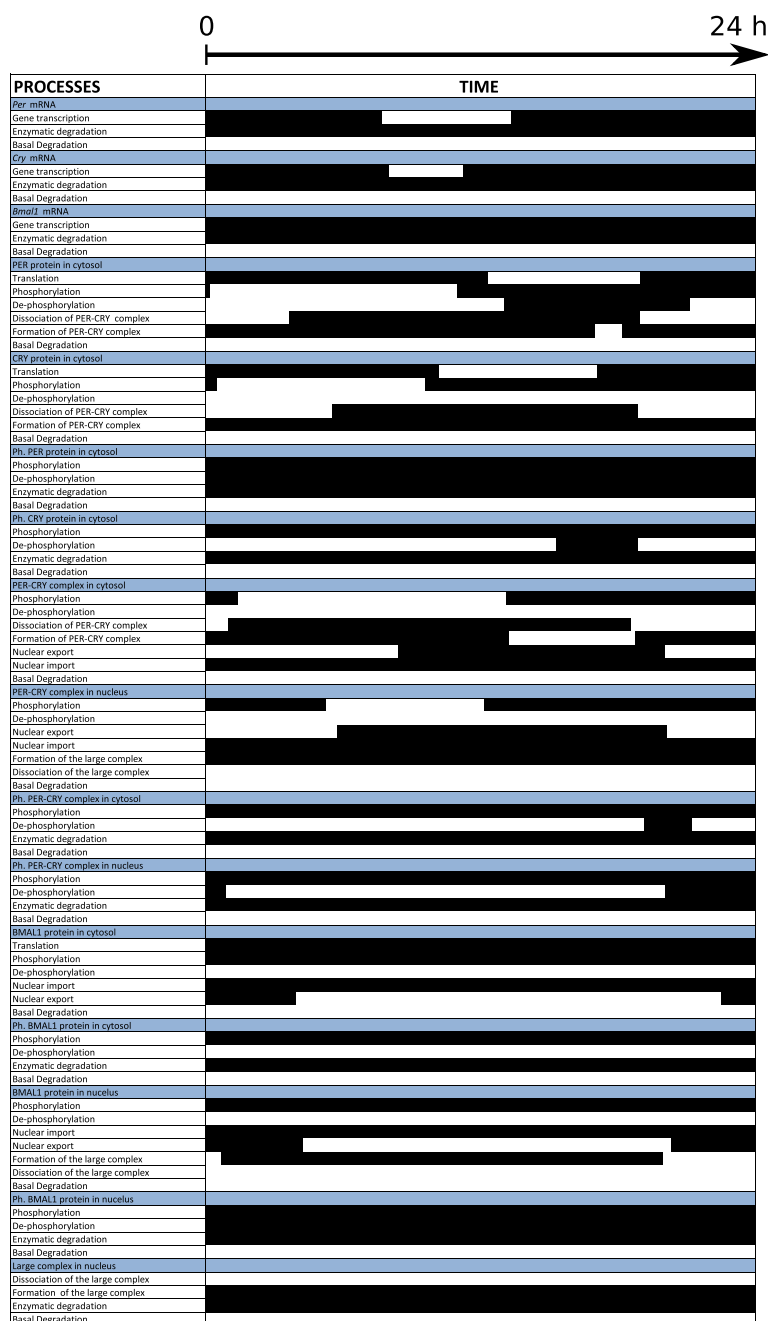 0 24 h
PROCESSES TIME
Per mRNA
Gene transcription
Enzymatic degradation
Basal Degradation
Cry mRNA
Gene transcription
Enzymatic degradation
Basal Degradation
Bmal1 mRNA
Gene transcription
Enzymatic degradation
Basal Degradation
PER protein in cytosol
Translation
Phosphorylation
De-phosphorylation
Dissociation of PER-CRY complex
Formation of PER-CRY complex
Basal Degradation
CRY protein in cytosol
Translation
Phosphorylation
De-phosphorylation
Dissociation of PER-CRY complex
Formation of PER-CRY complex
Basal Degradation
Ph. PER protein in cytosol
Phosphorylation
De-phosphorylation
Enzymatic degradation
Basal Degradation
Ph. CRY protein in cytosol
Phosphorylation
De-phosphorylation
Enzymatic degradation
Basal Degradation
PER-CRY complex in cytosol
Phosphorylation
De-phosphorylation
Dissociation of PER-CRY complex
Formation of PER-CRY complex
Nuclear export
Nuclear import
Basal Degradation
PER-CRY complex in nucleus
Phosphorylation
De-phosphorylation
Nuclear export
Nuclear import
Formation of the large complex
Dissociation of the large complex
Basal Degradation
Ph. PER-CRY complex in cytosol
Phosphorylation
De-phosphorylation
Enzymatic degradation
Basal Degradation
Ph. PER-CRY complex in nucleus
Phosphorylation
De-phosphorylation
Enzymatic degradation
Basal Degradation
BMAL1 protein in cytosol
Translation
Phosphorylation
De-phosphorylation
Nuclear import
Nuclear export
Basal Degradation
Ph. BMAL1 protein in cytosol
Phosphorylation
De-phosphorylation
Enzymatic degradation
Basal Degradation
BMAL1 protein in nucelus
Phosphorylation
De-phosphorylation
Nuclear import
Nuclear export
Formation of the large complex
Dissociation of the large complex
Basal Degradation
Ph. BMAL1 protein in nucelus
Phosphorylation
De-phosphorylation
Enzymatic degradation
Basal Degradation
Large complex in nucleus
Dissociation of the large complex
Formation of the large complex
Enzymatic degradation
Basal Degradation